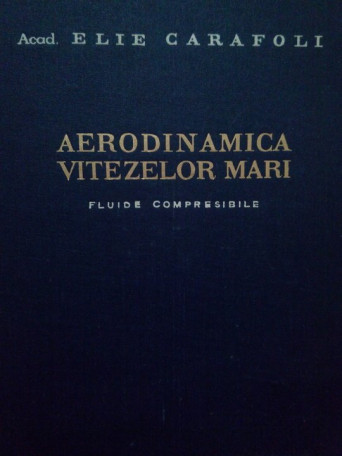 Acad. ELIE CARAFOLI
AERODINAMICA
VITEZELOR MARI
FLUIDE COMPRESIBILE